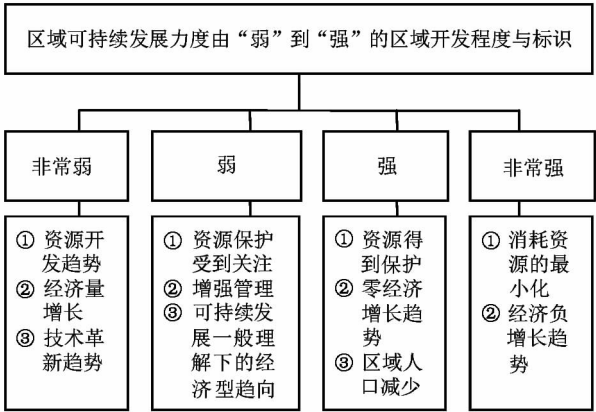 区域可持续发展力度由“弱”到“强”的区域开发程度与标识
非常弱
弱
强
非常强
① 资源开
发趋势
② 经济量
增长
③ 技术革
新趋势
① 资源保护
受到关注
② 增强管理
③ 可持续发
展一般理
解下的经
济型趋向
① 资源得
到保护
② 零经济
增长趋
势
③ 区域人
口减少
① 消耗资
源的最
小化
② 经济负
增长趋
势